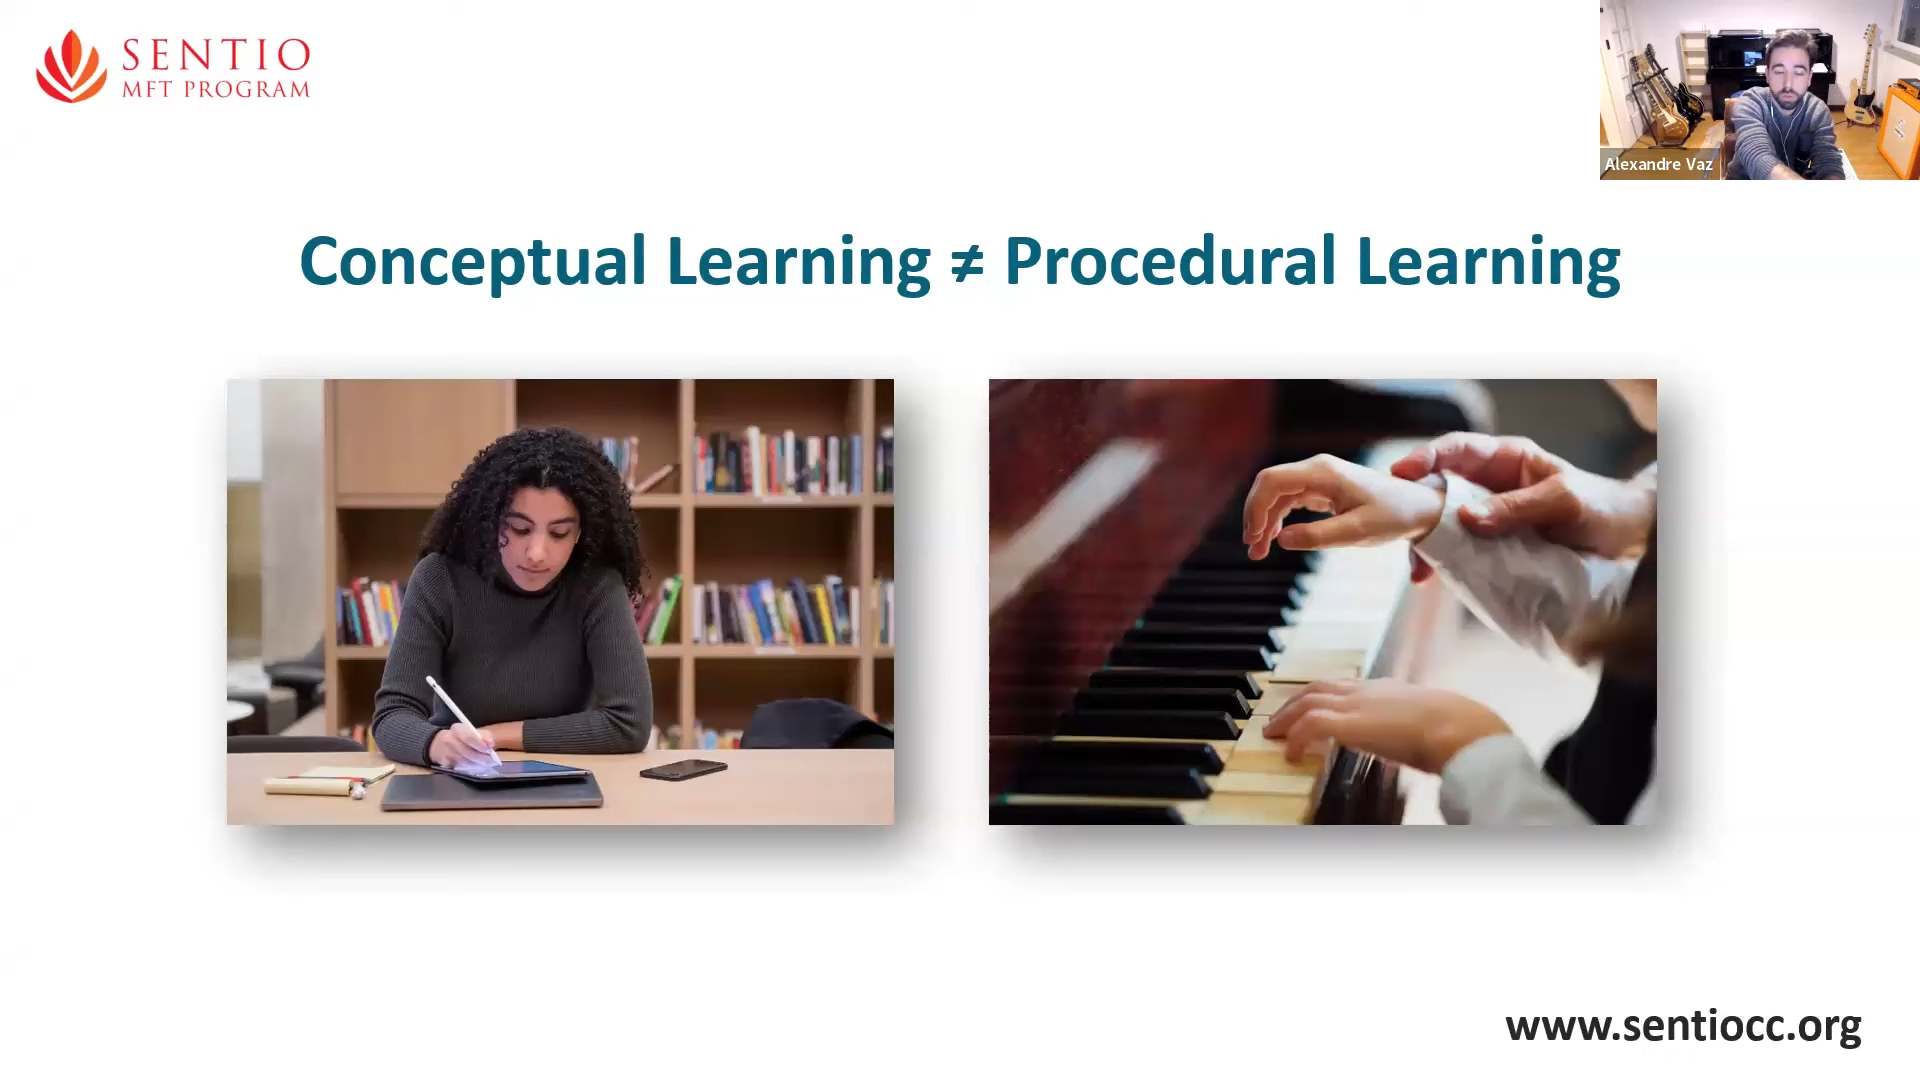 SENTIO
MFT PROGRAM
Alexandre Vaz
Conceptual Learning ≠ Procedural Learning
www.sentiocc.org